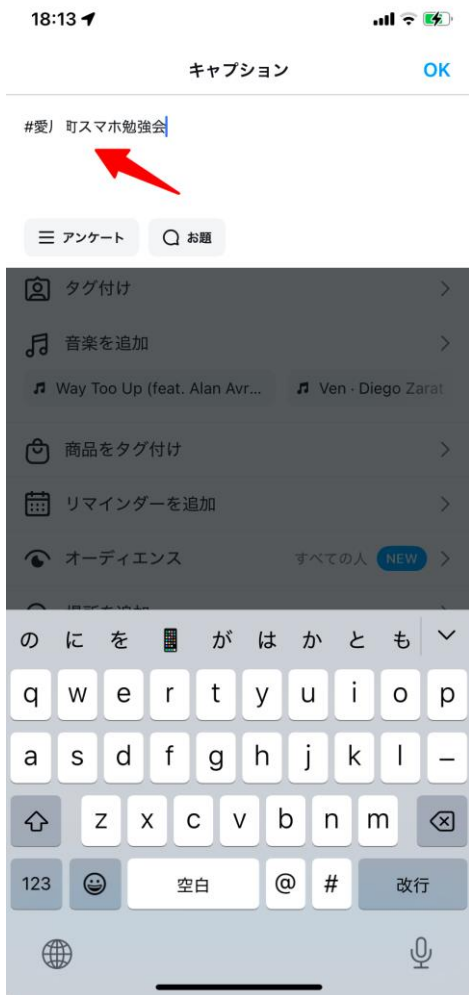 18:13
キャプション
OK
#愛 町スマホ勉強会
アンケート
お題
タグ付け
音楽を追加
Way Too Up (feat. Alan Avr...
Ven · Diego Zarat
商品をタグ付け
リマインダーを追加
オーディエンス すべての人 NEW
の に を が は か と も
q w e r t y u i o p
a s d f g h j k l ー
z x c v b n m
123 空白 @ # 改行